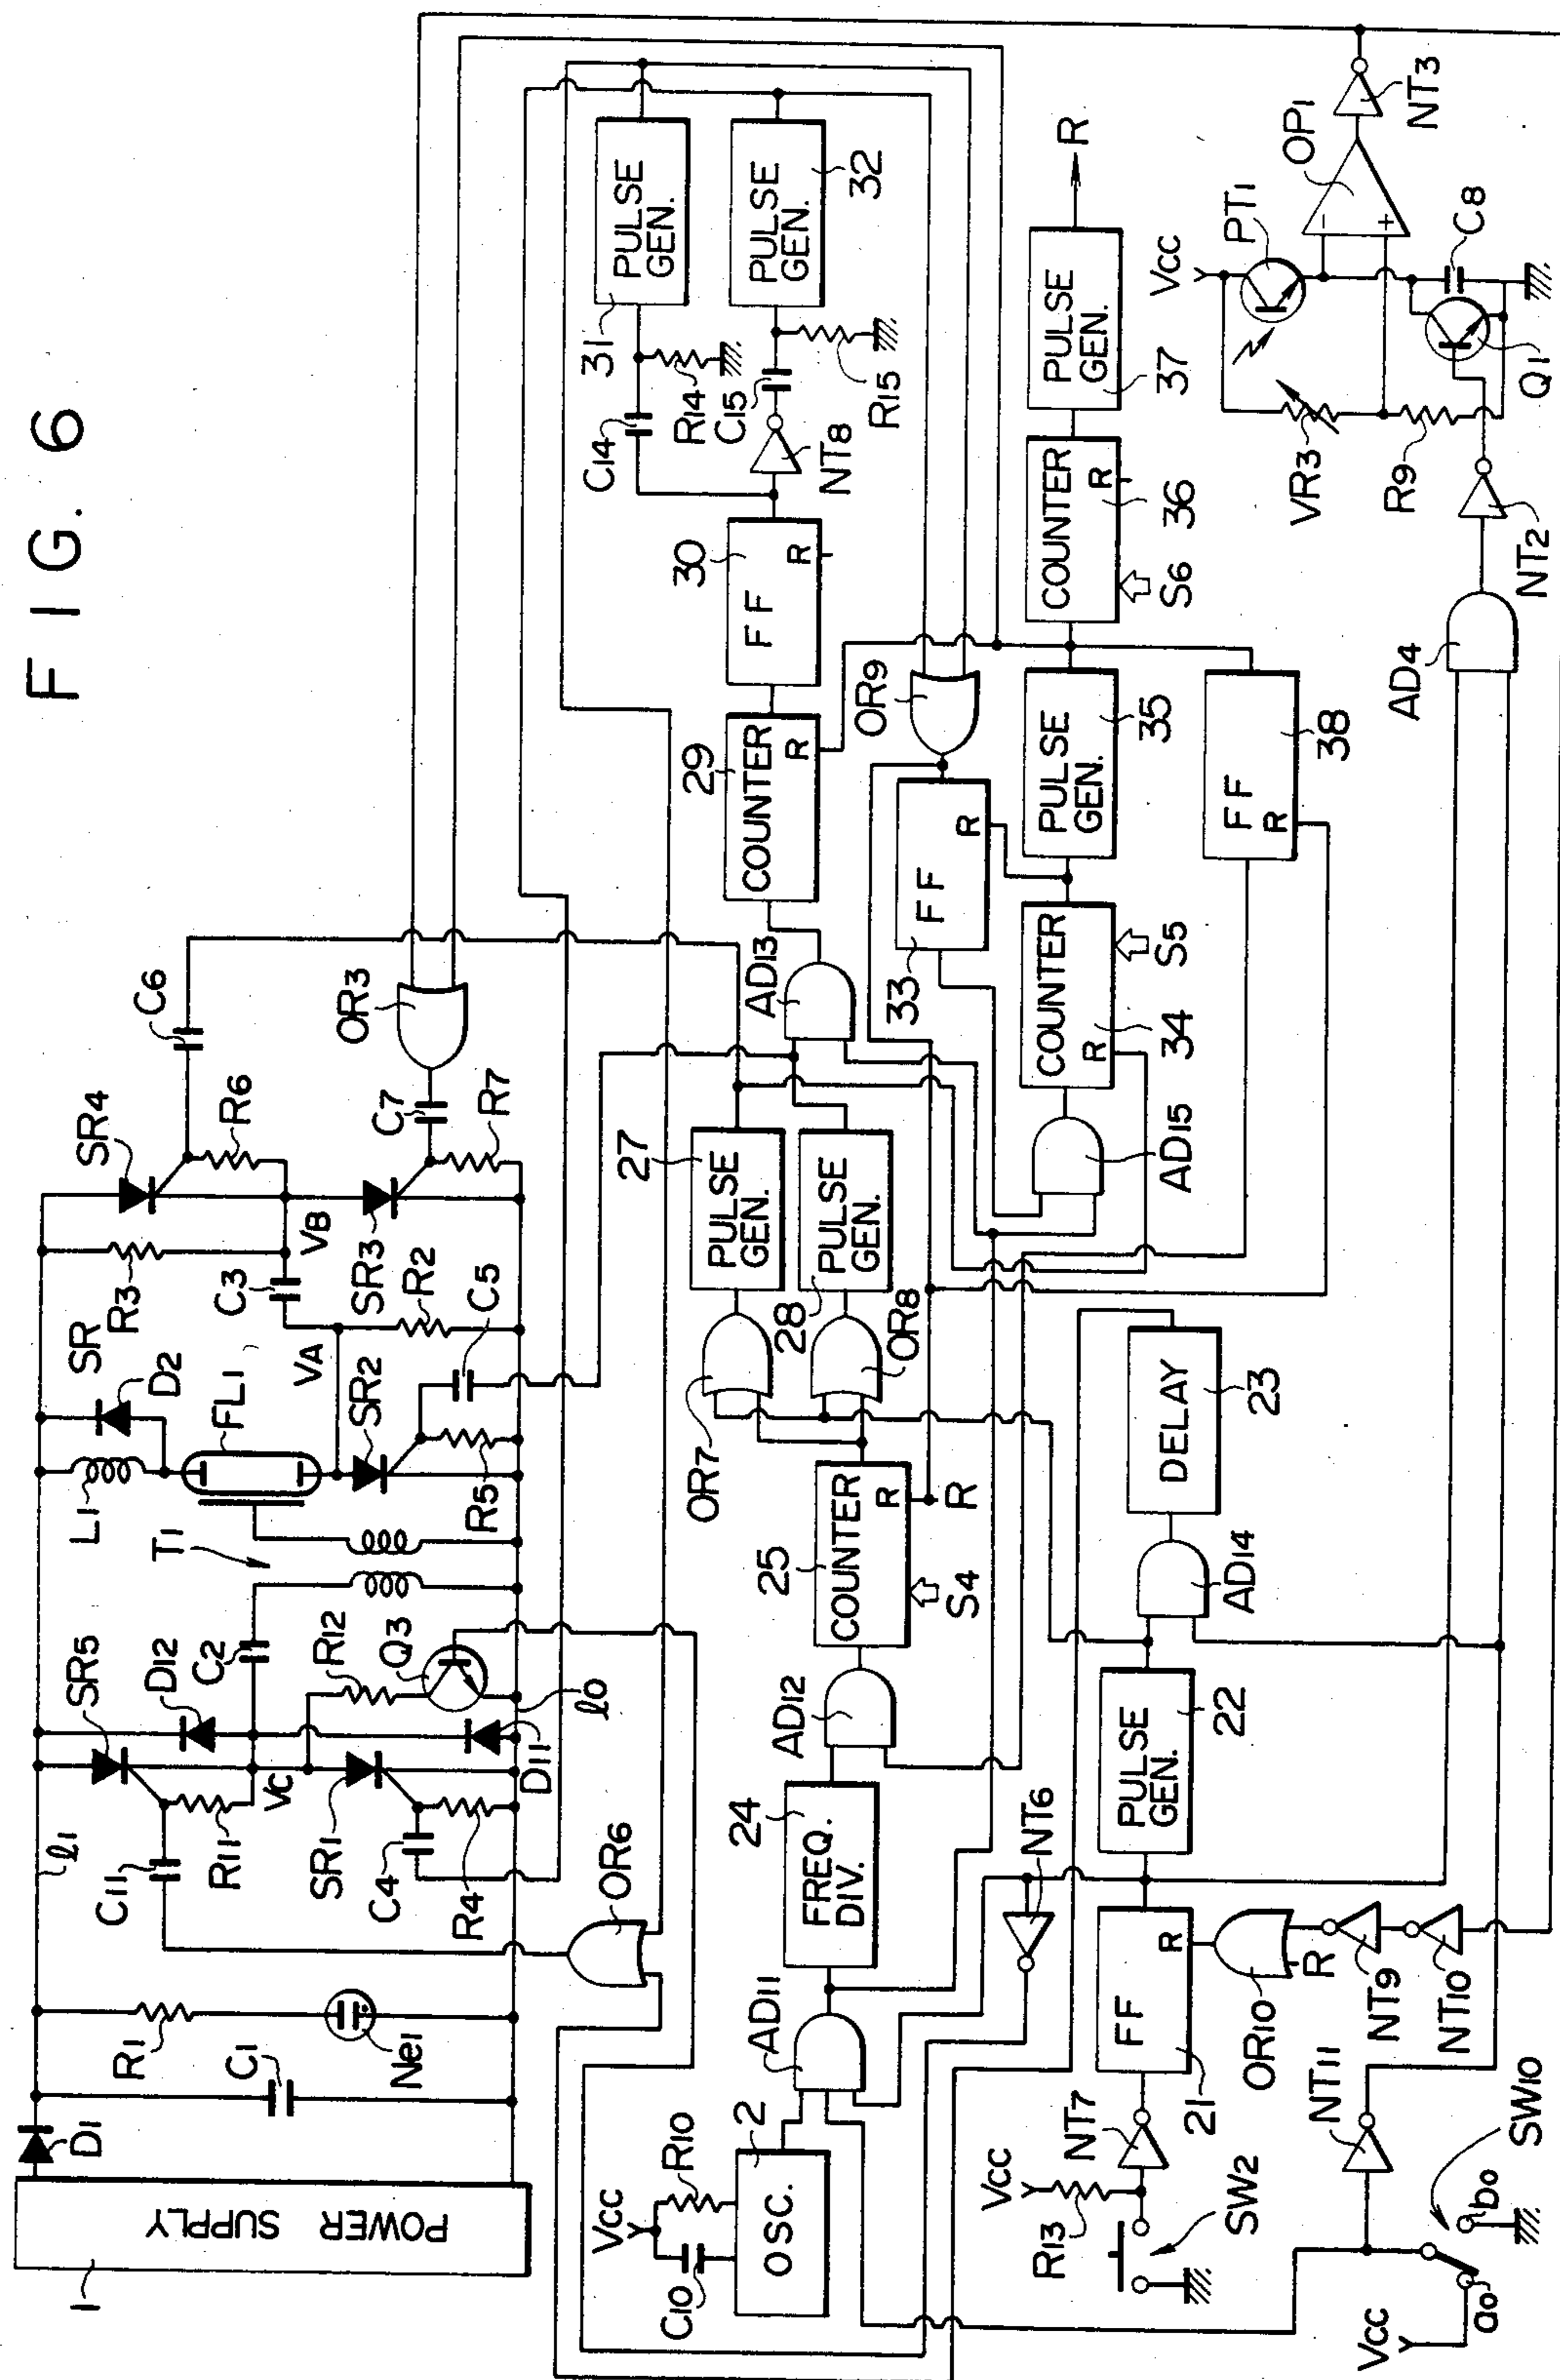 FIG. 6
POWER SUPPLY
1
D1
C1
R1
Ne1
l1
C11
R11
SR5
D12
VC
SR1
C4
R4
D11
l0
C2
R12
Q3
T1
L1
D2
FL1
SR
SR2
R5
C5
VA
R2
R3
C3
VB
SR3
SR4
R6
C6
C7
R7
OR3
OR6
VCC
C10
R10
OSC.
2
AD11
FREQ. DIV.
24
AD12
COUNTER
R
25
S4
R
OR7
OR8
PULSE GEN.
27
PULSE GEN.
28
AD13
COUNTER
R
29
FF
R
30
NT8
C14
R14
C15
R15
PULSE GEN.
31
PULSE GEN.
32
OR9
FF
R
33
AD15
COUNTER
R
34
S5
PULSE GEN.
35
COUNTER
R
36
S6
PULSE GEN.
37
R
FF
R
38
VCC
R13
SW2
NT7
FF
R
21
NT6
PULSE GEN.
22
AD14
DELAY
23
OR10
R
NT9
NT10
NT11
VCC
a0
b0
SW10
AD4
NT2
Q1
C8
R9
VR3
VCC
PT1
OP1
-
+
NT3